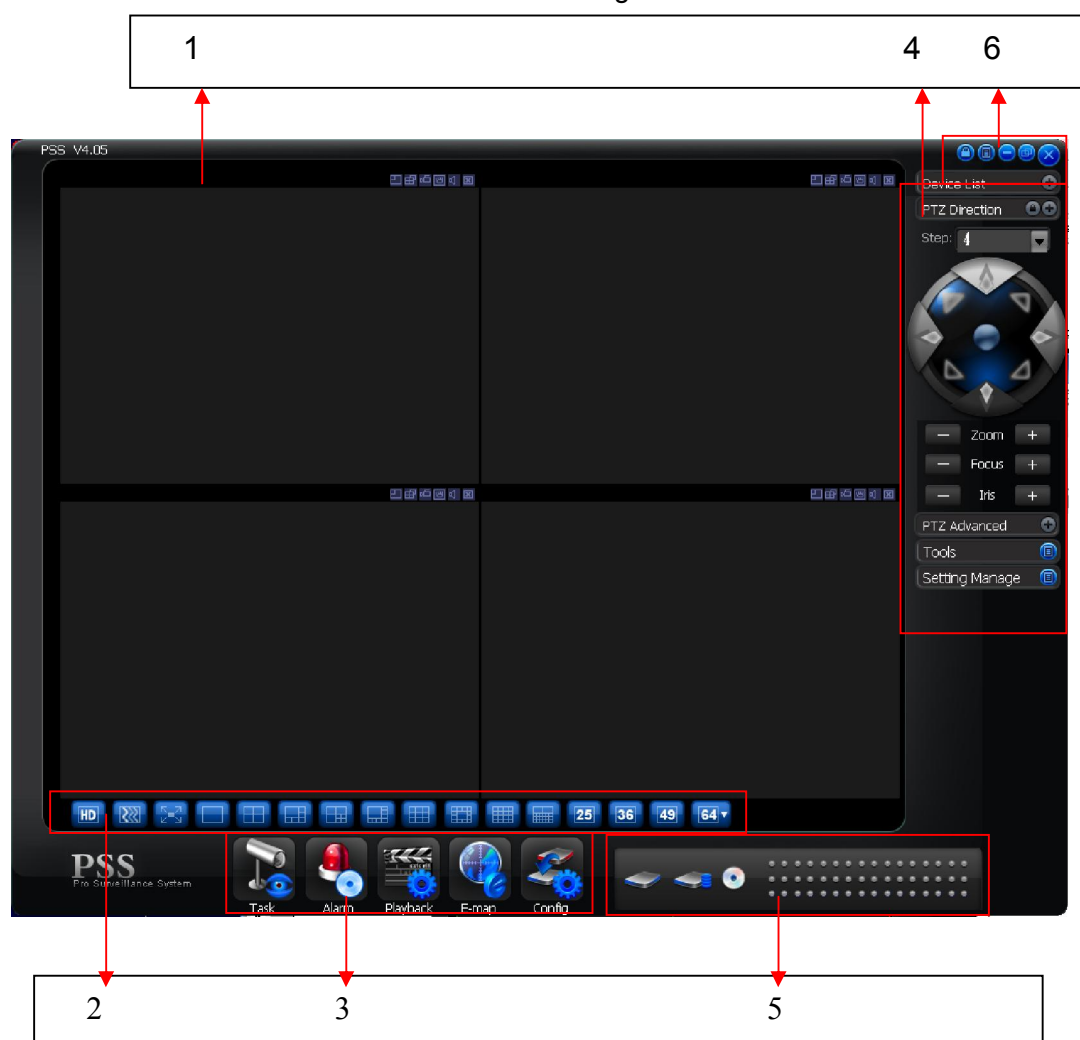 1 4 6
PSS V4.05
Device List
PTZ Direction
Step: 4
Zoom
Focus
Iris
PTZ Advanced
Tools
Setting Manage
HD 25 36 49 64
PSS
Pro Surveillance System
Task Alarm Playback E-map Config
2 3 5